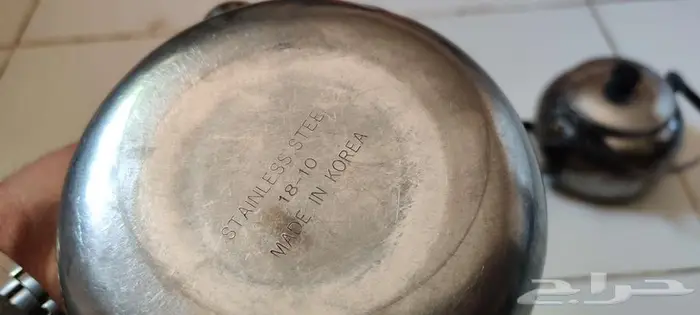 STAINLESS.STEEL
18-10
MADE IN KOREA
حراج